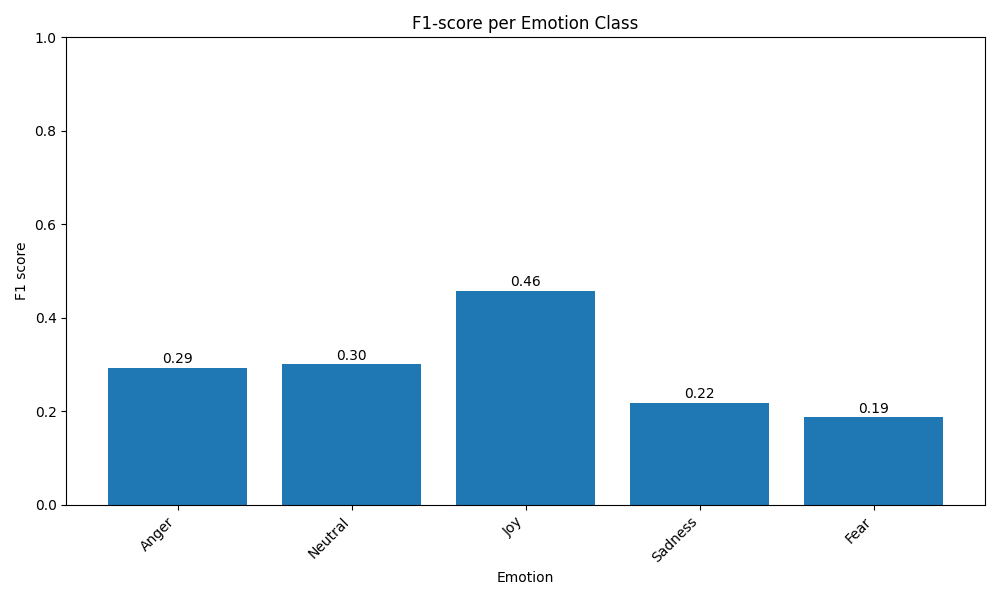 F1-score per Emotion Class
1.0
0.8
0.6
0.4
0.2
0.0
F1 score
0.29
0.30
0.46
0.22
0.19
Anger
Neutral
Joy
Sadness
Fear
Emotion